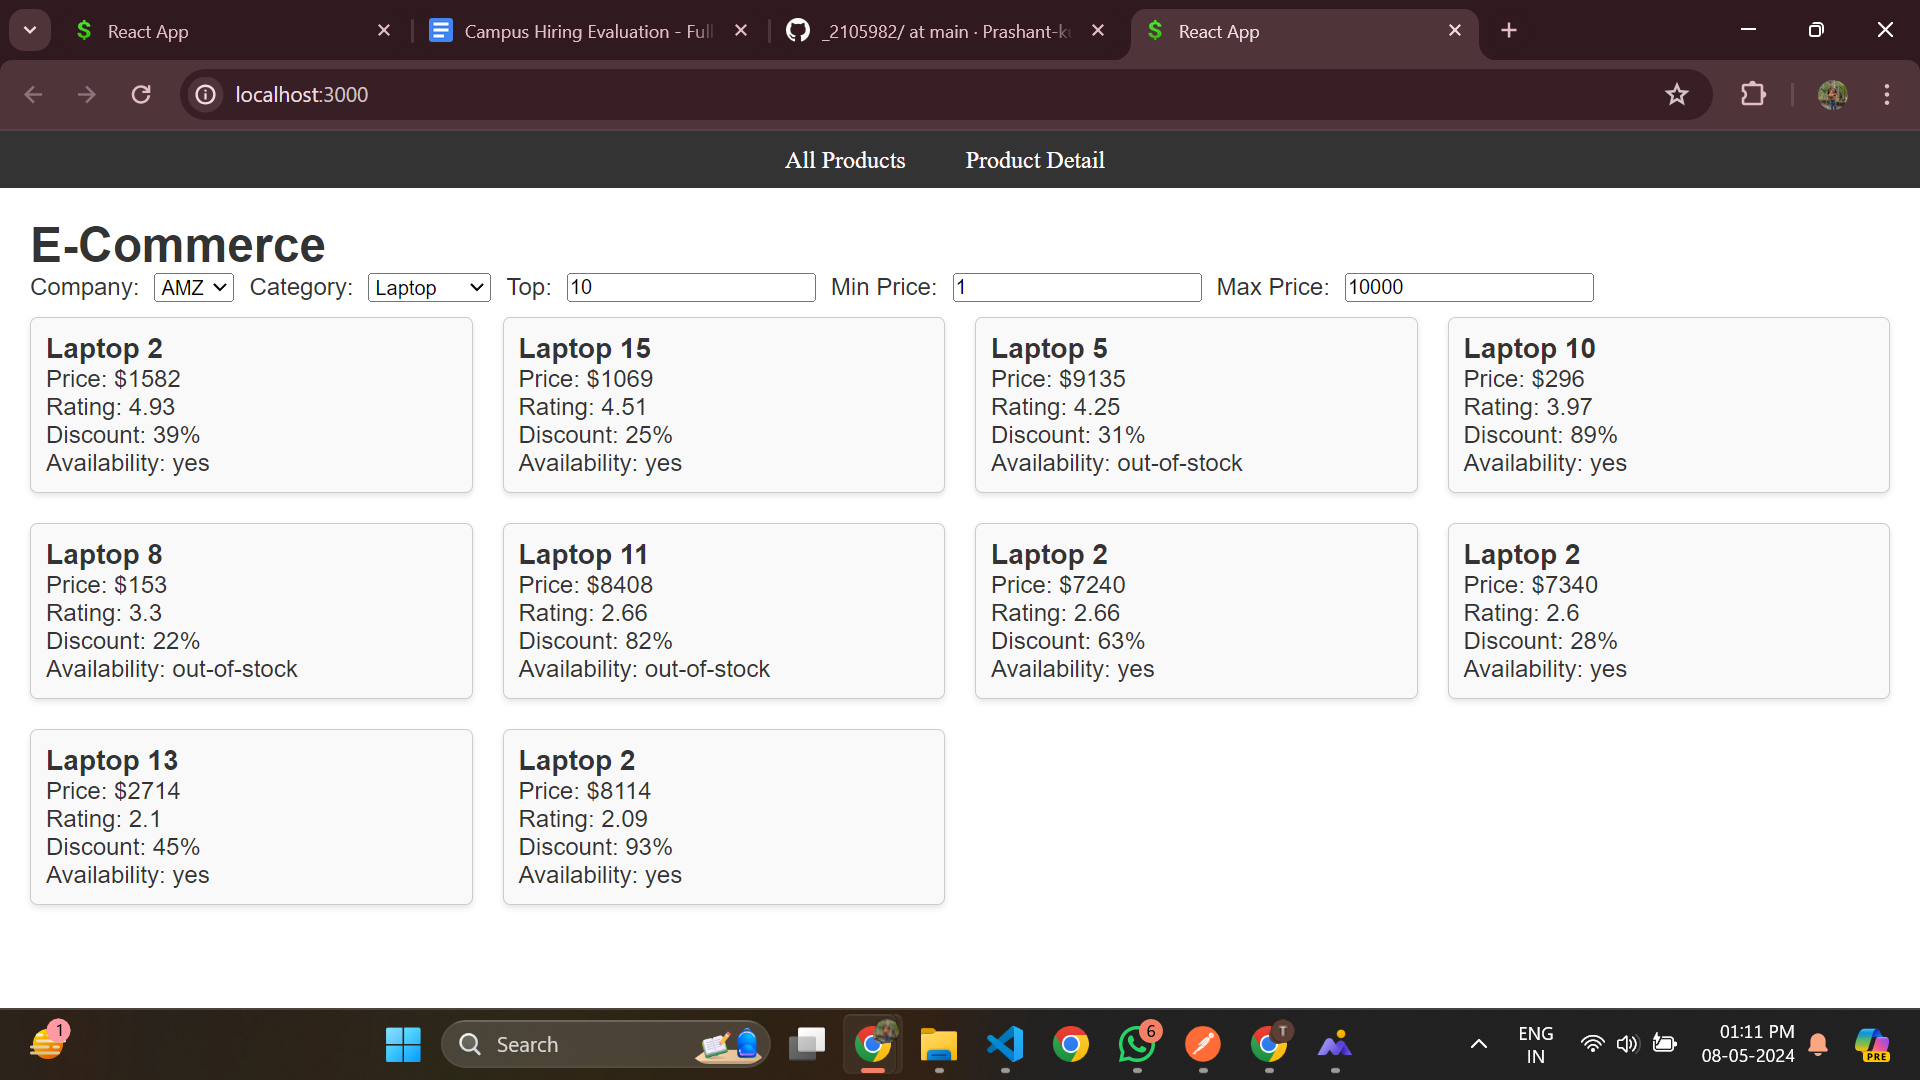 React App
Campus Hiring Evaluation - Full
_2105982/ at main · Prashant-ku
React App
localhost:3000
All Products Product Detail
E-Commerce
Company: AMZ Category: Laptop Top: 10 Min Price: 1 Max Price: 10000
Laptop 2
Price: $1582
Rating: 4.93
Discount: 39%
Availability: yes
Laptop 15
Price: $1069
Rating: 4.51
Discount: 25%
Availability: yes
Laptop 5
Price: $9135
Rating: 4.25
Discount: 31%
Availability: out-of-stock
Laptop 10
Price: $296
Rating: 3.97
Discount: 89%
Availability: yes
Laptop 8
Price: $153
Rating: 3.3
Discount: 22%
Availability: out-of-stock
Laptop 11
Price: $8408
Rating: 2.66
Discount: 82%
Availability: out-of-stock
Laptop 2
Price: $7240
Rating: 2.66
Discount: 63%
Availability: yes
Laptop 2
Price: $7340
Rating: 2.6
Discount: 28%
Availability: yes
Laptop 13
Price: $2714
Rating: 2.1
Discount: 45%
Availability: yes
Laptop 2
Price: $8114
Rating: 2.09
Discount: 93%
Availability: yes
1
Search
6
T
ENG
IN
01:11 PM
08-05-2024
PRE